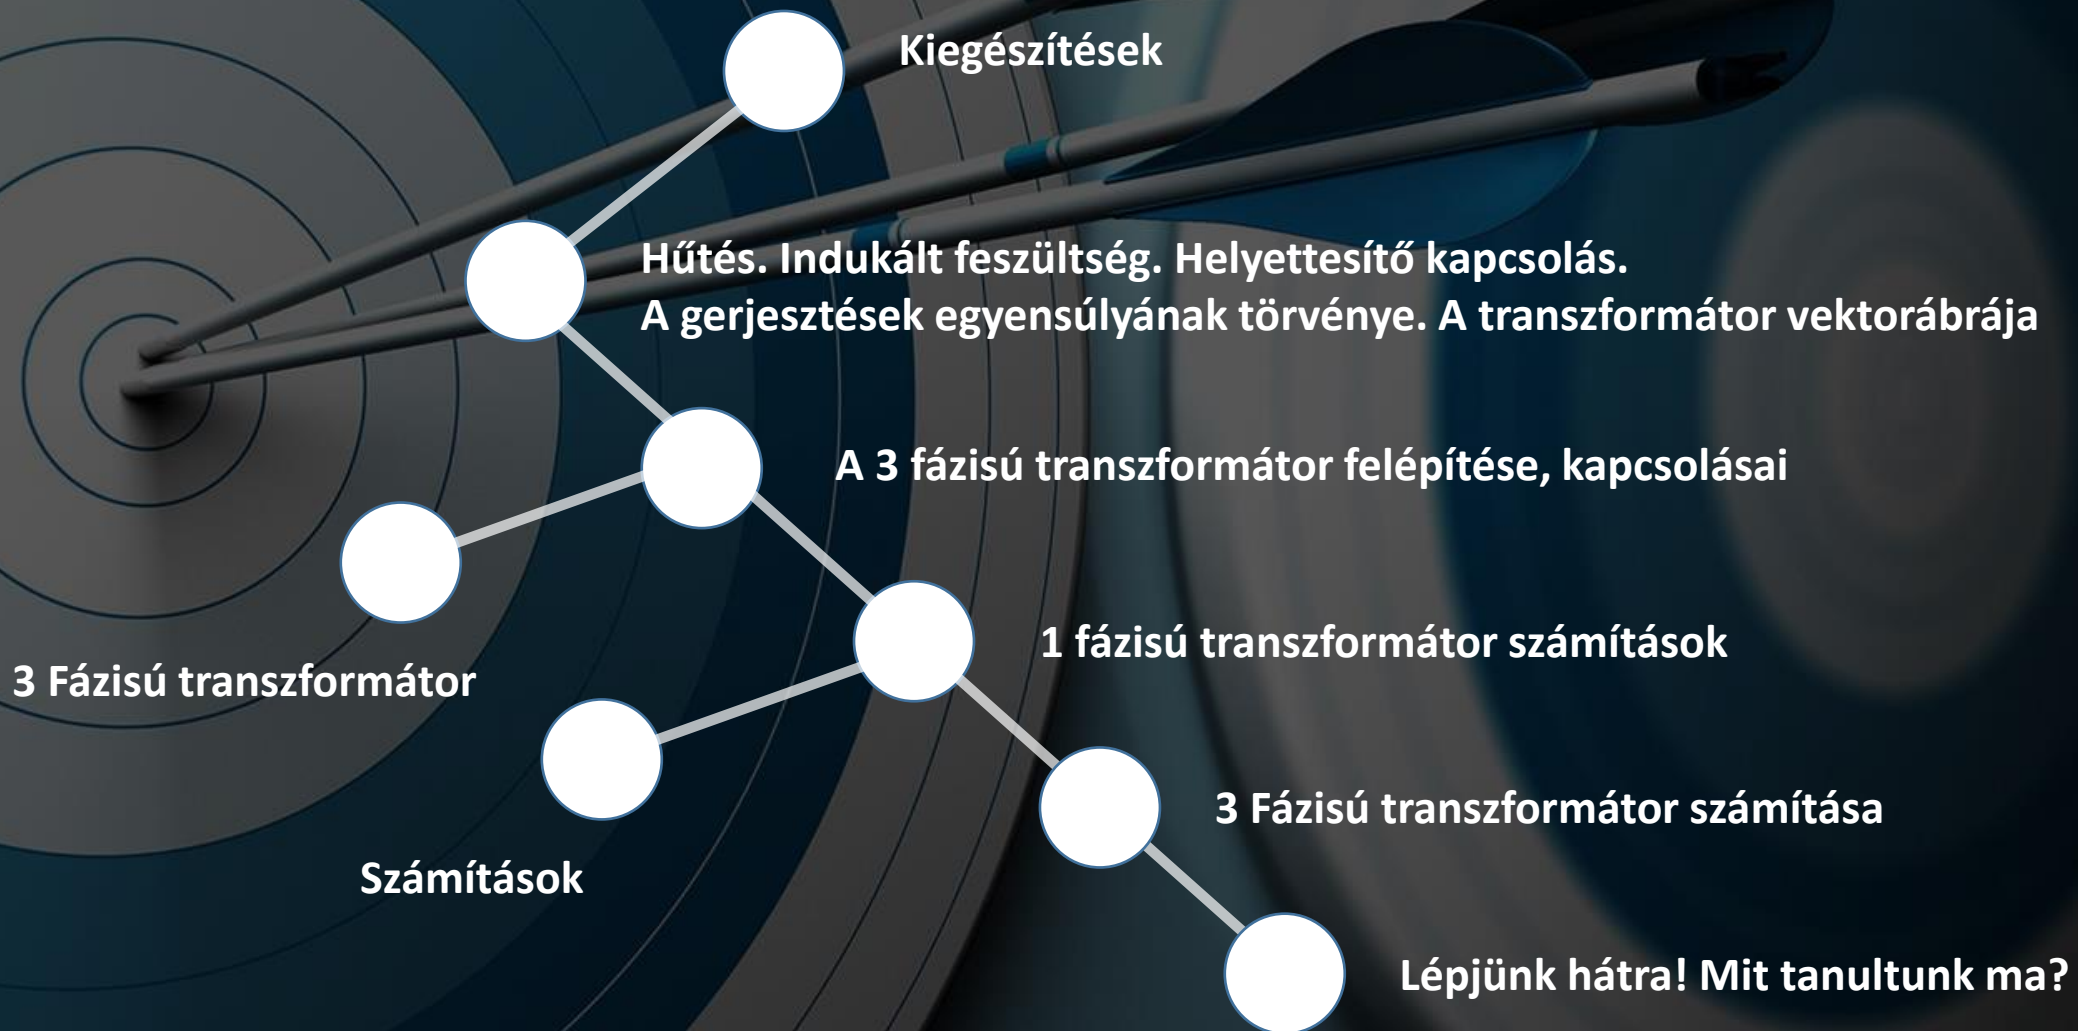 Kiegészítések
Hűtés. Indukált feszültség. Helyettesítő kapcsolás.
A gerjesztések egyensúlyának törvénye. A transzformátor vektorábrája
A 3 fázisú transzformátor felépítése, kapcsolásai
3 Fázisú transzformátor
1 fázisú transzformátor számítások
Számítások
3 Fázisú transzformátor számítása
Lépjünk hátra! Mit tanultunk ma?